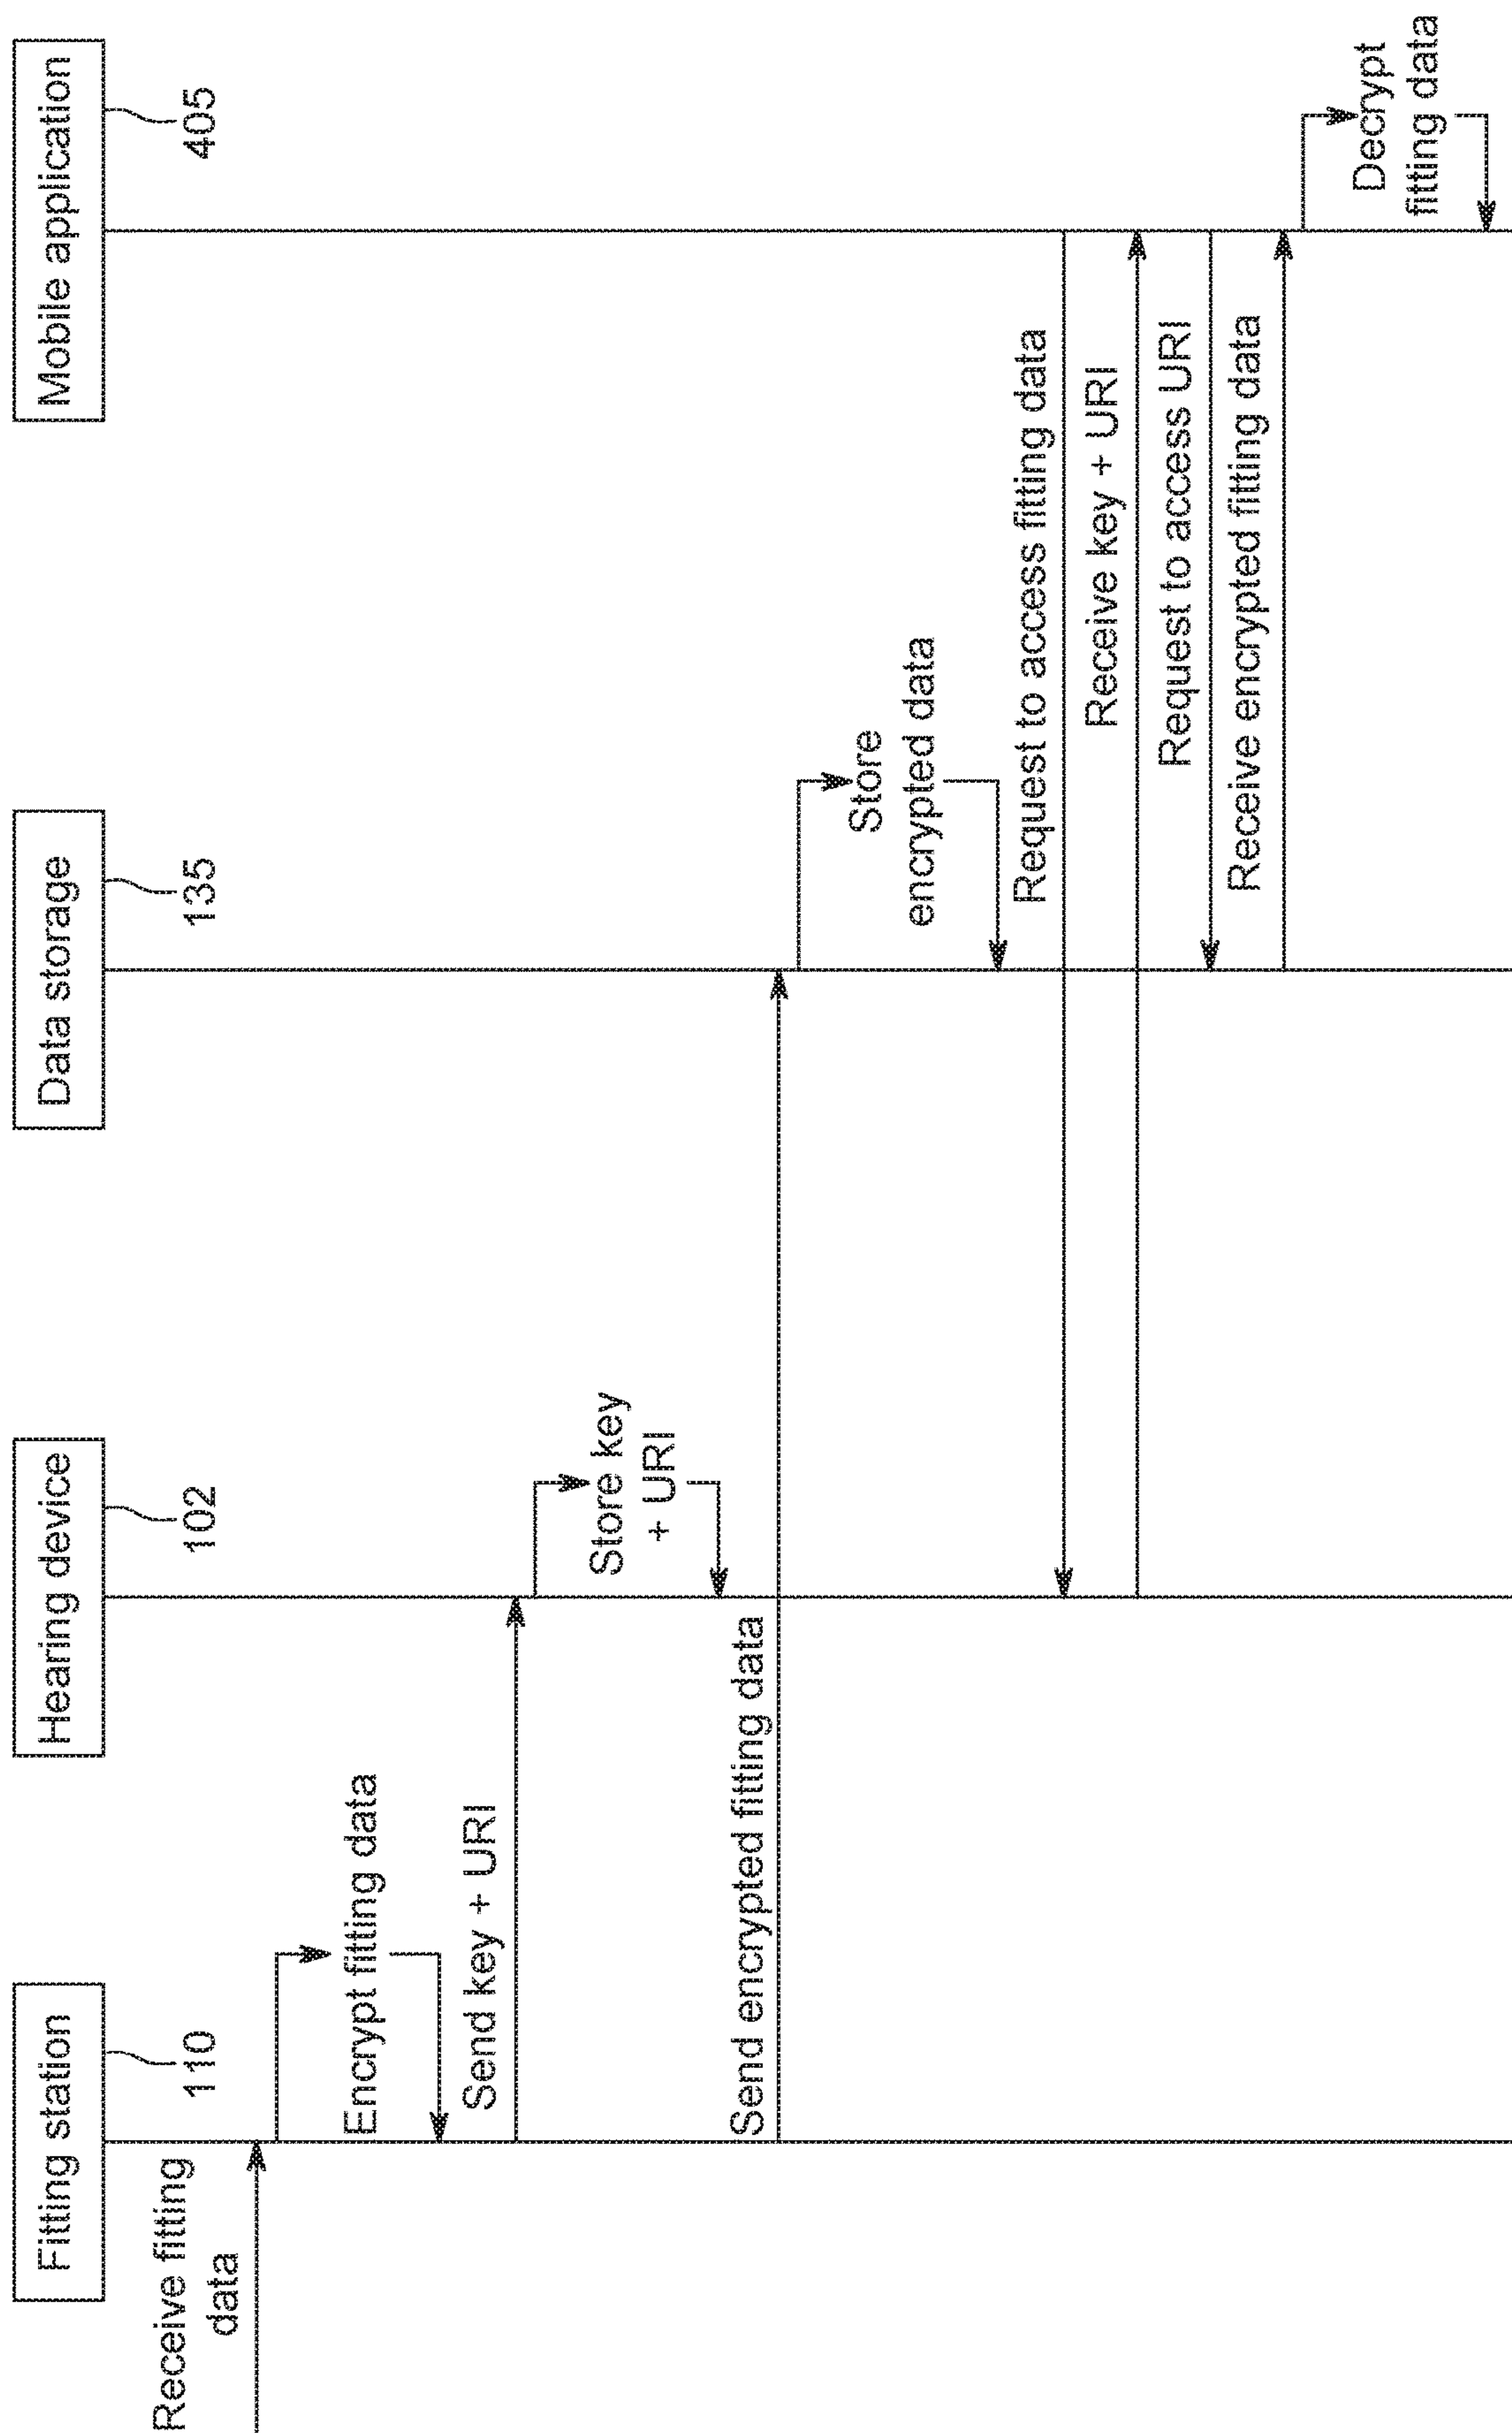 Fitting station
110
Hearing device
102
Data storage
135
Mobile application
405
Receive fitting
data
Encrypt fitting data
Send key + URI
Store key
+ URI
Send encrypted fitting data
Store
encrypted data
Request to access fitting data
Receive key + URI
Request to access URI
Receive encrypted fitting data
Decrypt
fitting data